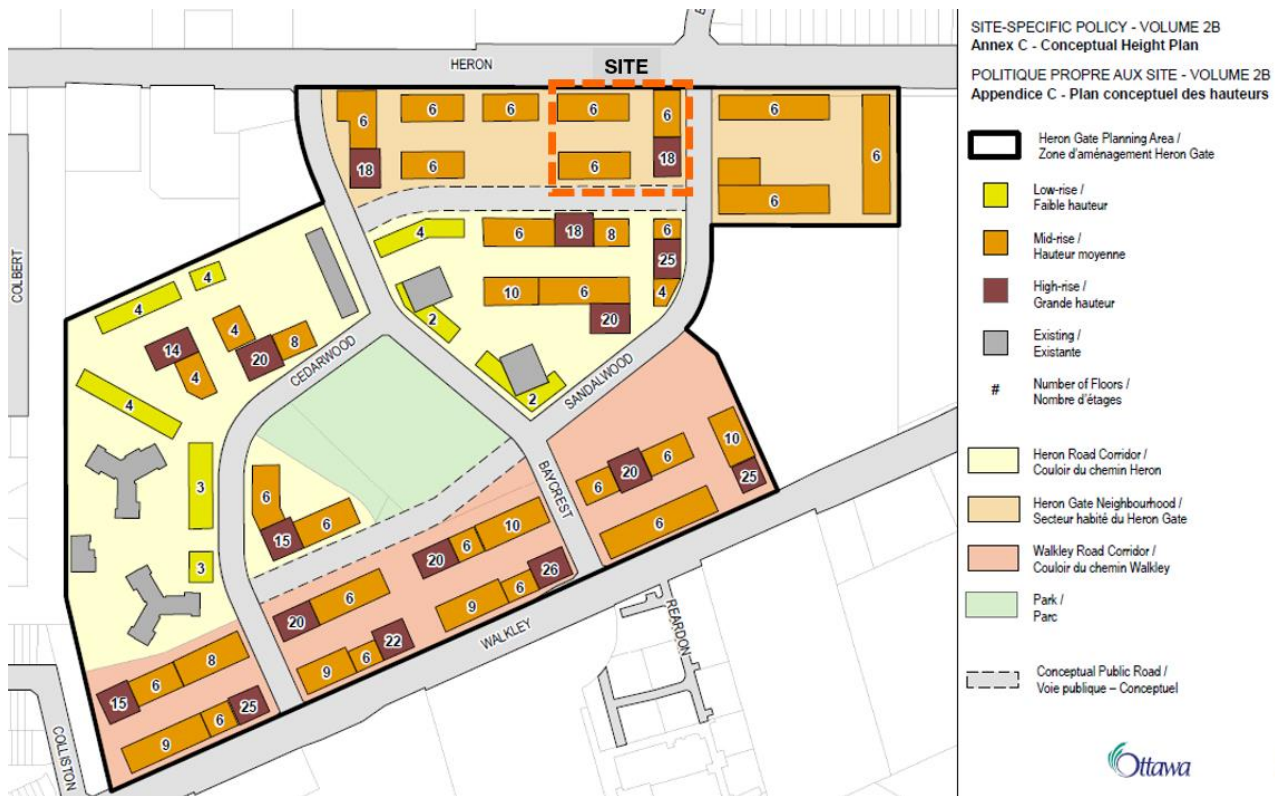 SITE-SPECIFIC POLICY - VOLUME 2B
Annex C - Conceptual Height Plan
POLITIQUE PROPRE AUX SITE - VOLUME 2B
Appendice C - Plan conceptuel des hauteurs
Heron Gate Planning Area /
Zone d'aménagement Heron Gate
Low-rise /
Faible hauteur
Mid-rise /
Hauteur moyenne
High-rise /
Grande hauteur
Existing /
Existante
#
Number of Floors /
Nombre d'étages
Heron Road Corridor /
Couloir du chemin Heron
Heron Gate Neighbourhood /
Secteur habité du Heron Gate
Walkley Road Corridor /
Couloir du chemin Walkley
Park /
Parc
Conceptual Public Road /
Voie publique – Conceptuel
Ottawa
HERON
SITE
6
6
6
6
6
6
6
18
6
6
18
6
4
6
18
8
6
25
4
10
6
20
2
2
4
4
14
4
4
20
8
4
3
3
COLBERT
CEDARWOOD
SANDALWOOD
BAYCREST
WALKLEY
REARDON
COLLISTON
6
15
6
6
20
6
10
25
6
20
6
10
20
6
9
6
26
9
6
22
15
6
8
9
6
25